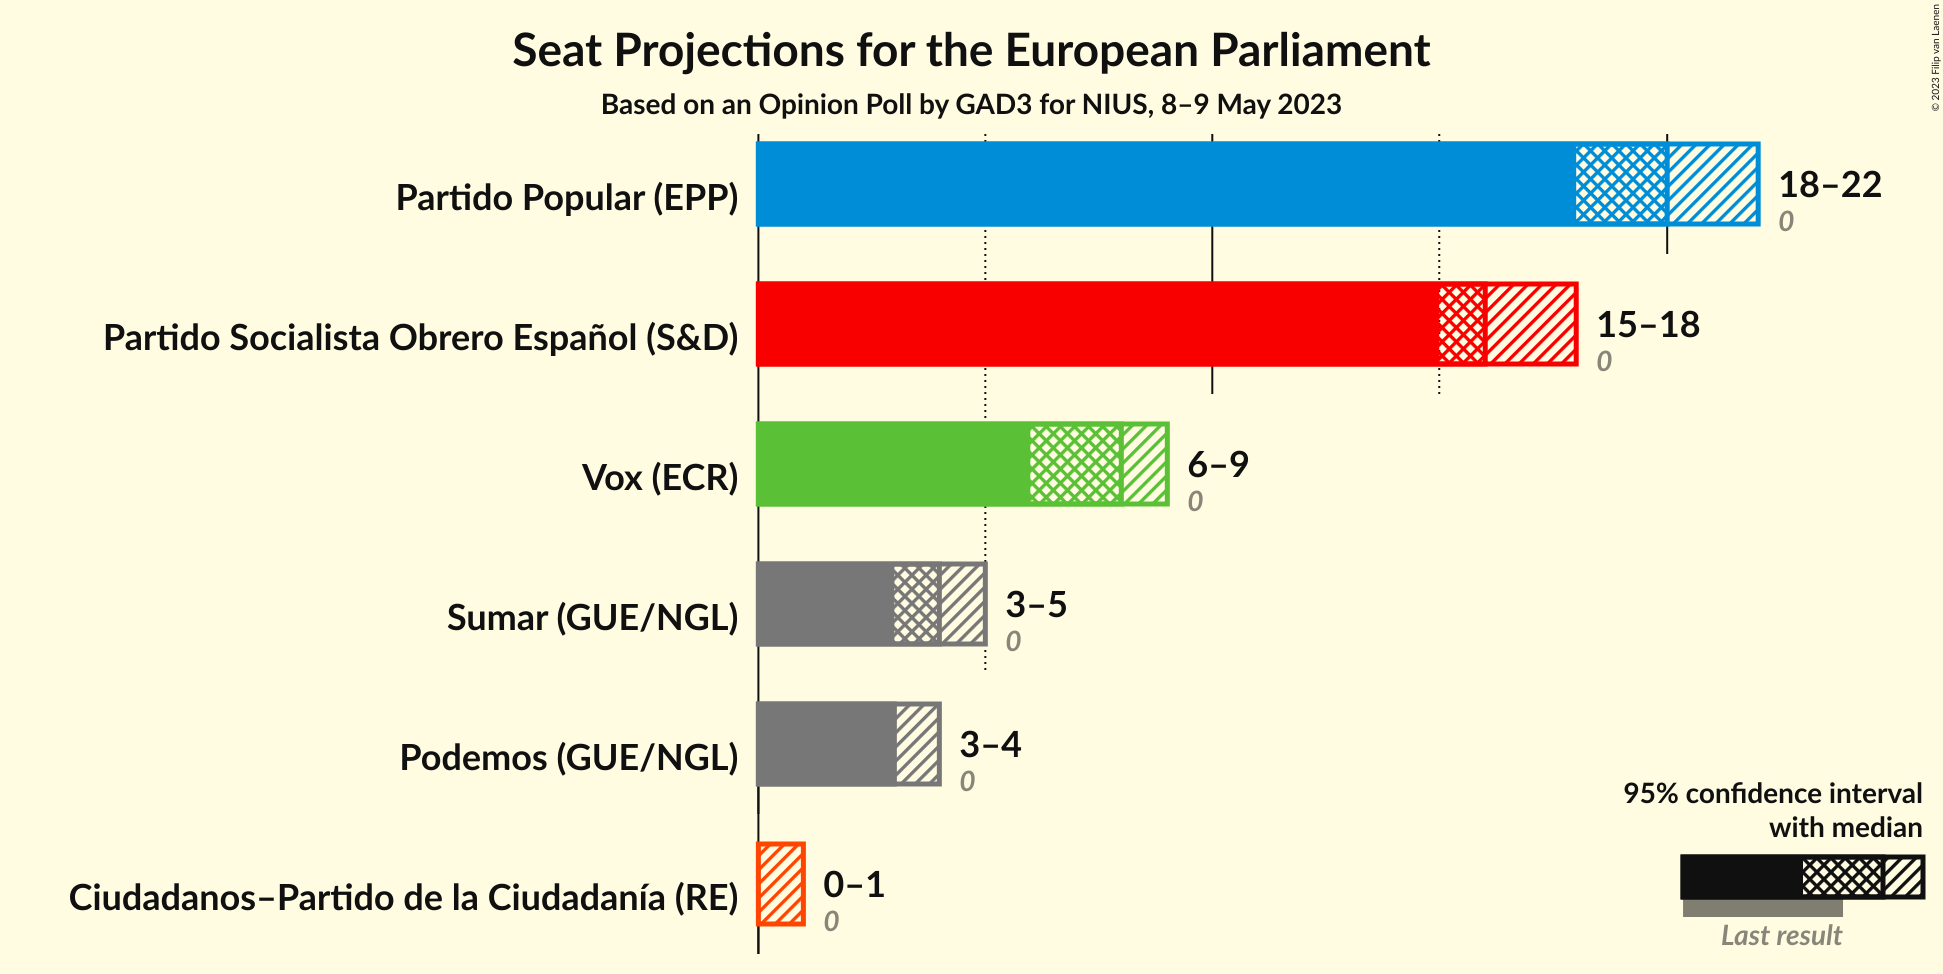 Seat Projections for the European Parliament
Based on an Opinion Poll by GAD3 for NIUS, 8–9 May 2023
© 2023 Filip van Laenen
Partido Popular (EPP)
18–22
0
Partido Socialista Obrero Español (S&D)
15–18
0
Vox (ECR)
6–9
0
Sumar (GUE/NGL)
3–5
0
Podemos (GUE/NGL)
3–4
0
Ciudadanos–Partido de la Ciudadanía (RE)
0–1
0
95% confidence interval
with median
Last result